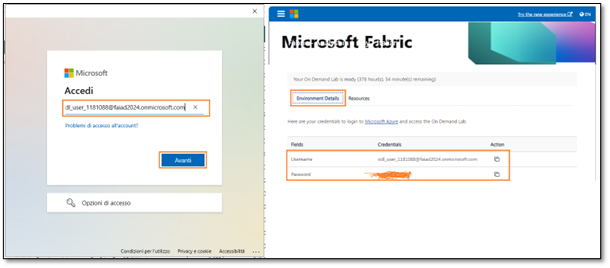 Microsoft
Accedi
dl_user_1181088@faiad2024.onmicrosoft.com
Problemi di accesso all'account?
Avanti
Opzioni di accesso
Condizioni per l'utilizzo Privacy e cookie Accessibilità ...
Try the new experience EN
Microsoft Fabric
Your On Demand Lab is ready (378 hour(s), 54 minute(s) remaining)
Environment Details Resources
Here are your credentials to login to Microsoft Azure and access the On Demand Lab.
Fields Credentials Action
Username odl_user_1181088@faiad2024.onmicrosoft.com
Password